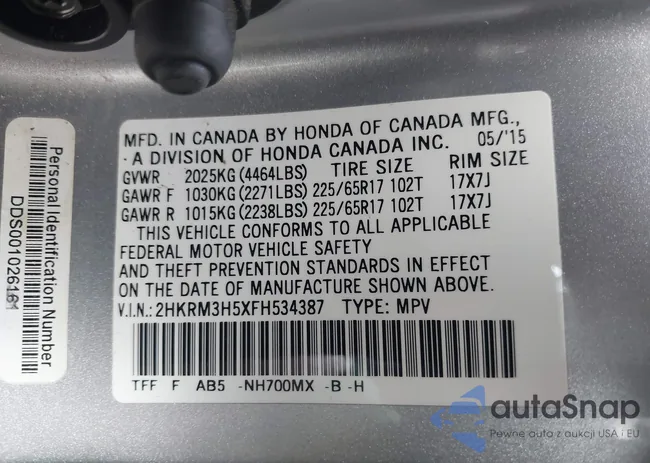 MFD. IN CANADA BY HONDA OF CANADA MFG.,
A DIVISION OF HONDA CANADA INC. 05/'15
GVWR 2025KG(4464LBS) TIRE SIZE RIM SIZE
GAWR F 1030KG(2271LBS) 225/65R17 102T 17X7J
GAWR R 1015KG(2238LBS) 225/65R17 102T 17X7J
THIS VEHICLE CONFORMS TO ALL APPLICABLE
FEDERAL MOTOR VEHICLE SAFETY
AND THEFT PREVENTION STANDARDS IN EFFECT
ON THE DATE OF MANUFACTURE SHOWN ABOVE.
V.I.N.: 2HKRM3H5XFH534387 TYPE: MPV
TFF F AB5 -NH700MX -B -H
Personal Identification Number
DDS001026161
autaSnap
Pewne auta z aukcji USA i EU